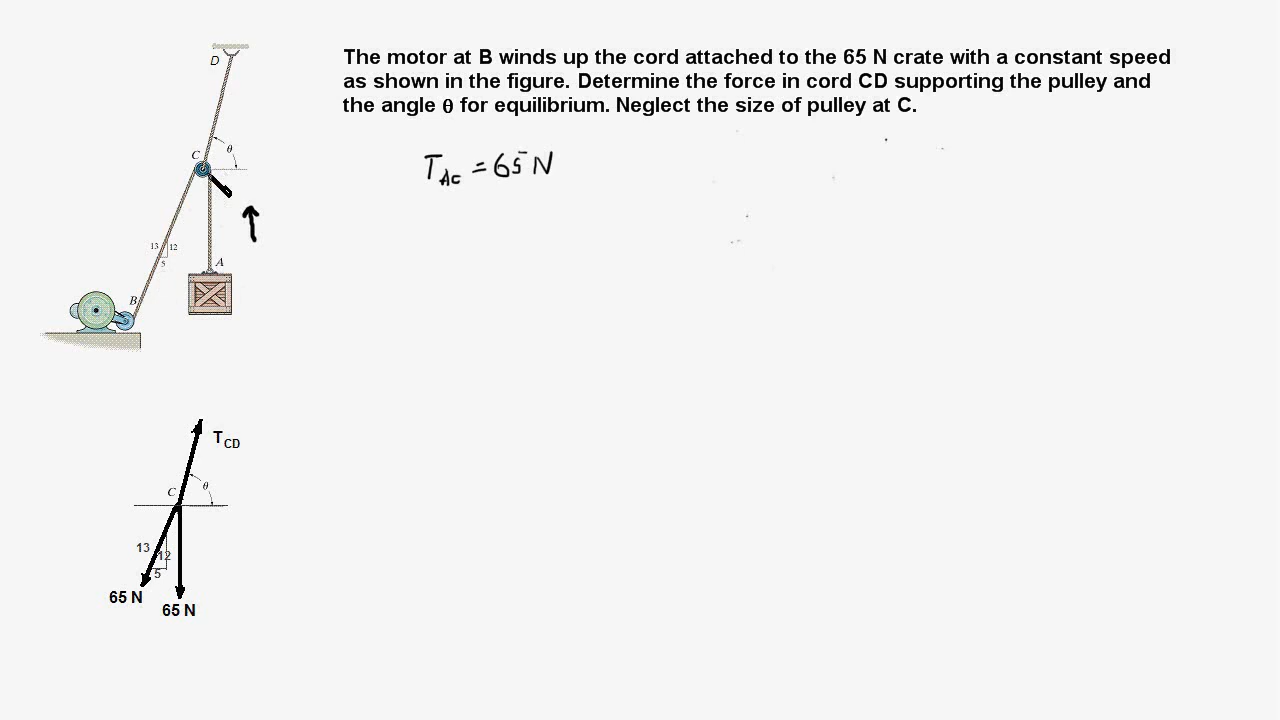 The motor at B winds up the cord attached to the 65 N crate with a constant speed
as shown in the figure. Determine the force in cord CD supporting the pulley and
the angle θ for equilibrium. Neglect the size of pulley at C.
T_AC = 65 N
D
θ
C
13
12
5
A
B
T_CD
C
θ
13
12
5
65 N
65 N